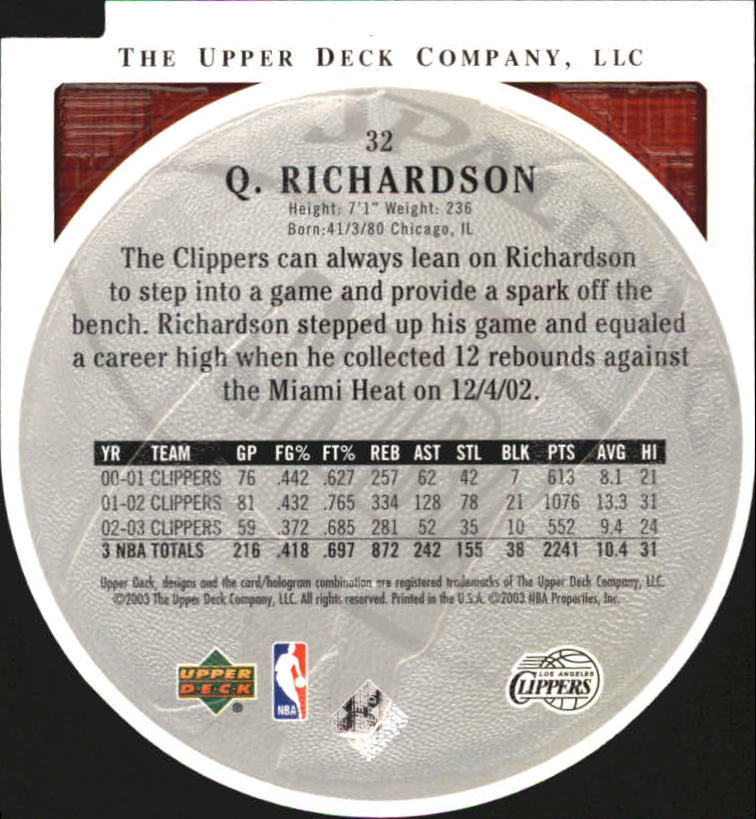 THE UPPER DECK COMPANY, LLC
32
Q. RICHARDSON
Height: 7'1" Weight: 236
Born:41/3/80 Chicago, IL
The Clippers can always lean on Richardson
to step into a game and provide a spark off the
bench. Richardson stepped up his game and equaled
a career high when he collected 12 rebounds against
the Miami Heat on 12/4/02.
YR TEAM GP FG% FT% REB AST STL BLK PTS AVG HI
00-01 CLIPPERS 76 .442 .627 257 62 42 7 613 8.1 21
01-02 CLIPPERS 81 .432 .765 334 128 78 21 1076 13.3 31
02-03 CLIPPERS 59 .372 .685 281 52 35 10 552 9.4 24
3 NBA TOTALS 216 .418 .697 872 242 155 38 2241 10.4 31
Upper Deck, designs and the card/hologram combination are registered trademarks of The Upper Deck Company, LLC.
©2003 The Upper Deck Company, LLC. All rights reserved. Printed in the U.S.A. ©2003 NBA Properties, Inc.
UPPER
DECK
®
NBA
LOS ANGELES
CLIPPERS